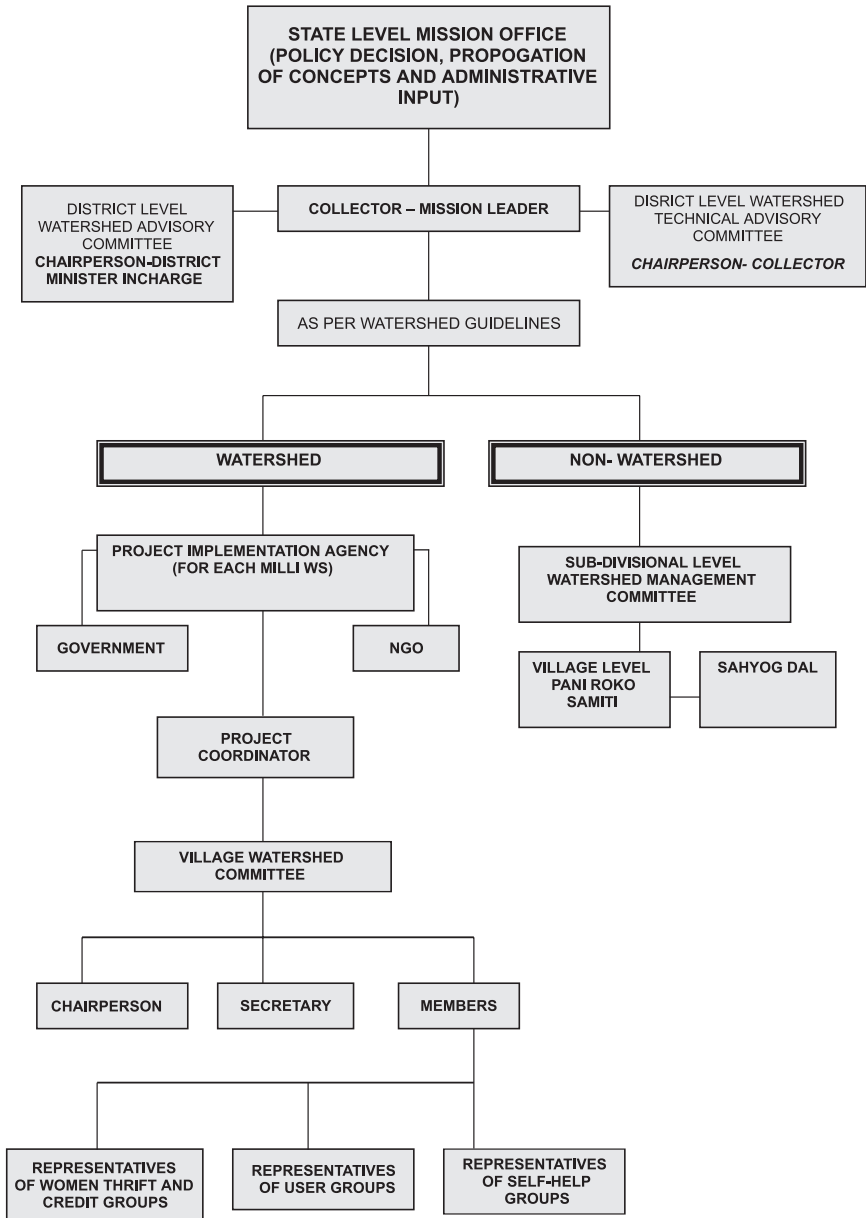 STATE LEVEL MISSION OFFICE
(POLICY DECISION, PROPOGATION
OF CONCEPTS AND ADMINISTRATIVE
INPUT)
DISTRICT LEVEL
WATERSHED ADVISORY
COMMITTEE
CHAIRPERSON-DISTRICT
MINISTER INCHARGE
COLLECTOR – MISSION LEADER
DISRICT LEVEL WATERSHED
TECHNICAL ADVISORY
COMMITTEE
CHAIRPERSON- COLLECTOR
AS PER WATERSHED GUIDELINES
WATERSHED
NON- WATERSHED
PROJECT IMPLEMENTATION AGENCY
(FOR EACH MILLI WS)
SUB-DIVISIONAL LEVEL
WATERSHED MANAGEMENT
COMMITTEE
GOVERNMENT
NGO
VILLAGE LEVEL
PANI ROKO
SAMITI
SAHYOG DAL
PROJECT
COORDINATOR
VILLAGE WATERSHED
COMMITTEE
CHAIRPERSON
SECRETARY
MEMBERS
REPRESENTATIVES
OF WOMEN THRIFT AND
CREDIT GROUPS
REPRESENTATIVES
OF USER GROUPS
REPRESENTATIVES
OF SELF-HELP
GROUPS